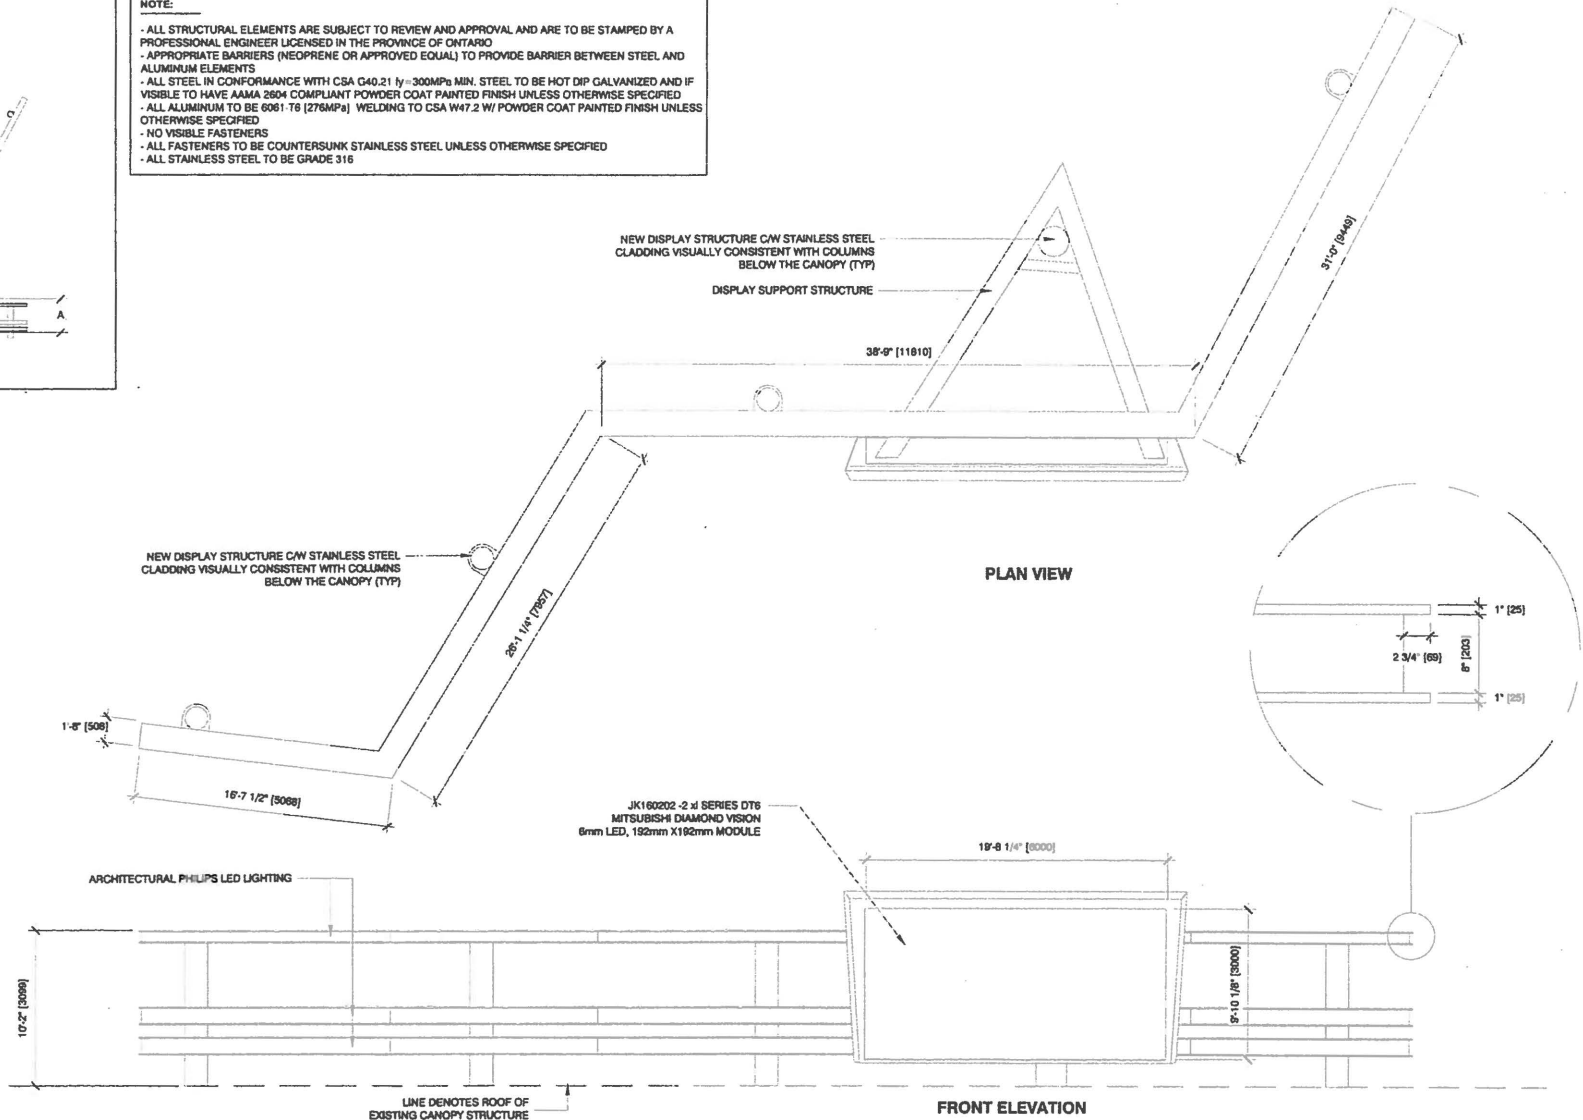 NOTE:
- ALL STRUCTURAL ELEMENTS ARE SUBJECT TO REVIEW AND APPROVAL AND ARE TO BE STAMPED BY A
PROFESSIONAL ENGINEER LICENSED IN THE PROVINCE OF ONTARIO
- APPROPRIATE BARRIERS (NEOPRENE OR APPROVED EQUAL) TO PROVIDE BARRIER BETWEEN STEEL AND
ALUMINUM ELEMENTS
- ALL STEEL IN CONFORMANCE WITH CSA G40.21 fy=300MPa MIN. STEEL TO BE HOT DIP GALVANIZED AND IF
VISIBLE TO HAVE AAMA 2604 COMPLIANT POWDER COAT PAINTED FINISH UNLESS OTHERWISE SPECIFIED
- ALL ALUMINUM TO BE 6061-T6 [276MPa] WELDING TO CSA W47.2 W/ POWDER COAT PAINTED FINISH UNLESS
OTHERWISE SPECIFIED
- NO VISIBLE FASTENERS
- ALL FASTENERS TO BE COUNTERSUNK STAINLESS STEEL UNLESS OTHERWISE SPECIFIED
- ALL STAINLESS STEEL TO BE GRADE 316
A
NEW DISPLAY STRUCTURE C/W STAINLESS STEEL
CLADDING VISUALLY CONSISTENT WITH COLUMNS
BELOW THE CANOPY (TYP)
DISPLAY SUPPORT STRUCTURE
31'-0" [9449]
38'-9" [11810]
NEW DISPLAY STRUCTURE C/W STAINLESS STEEL
CLADDING VISUALLY CONSISTENT WITH COLUMNS
BELOW THE CANOPY (TYP)
26'-1 1/4" [7957]
PLAN VIEW
1" [25]
2 3/4" [69]
8" [203]
1" [25]
1'-8" [508]
16'-7 1/2" [5068]
JK160202 -2 xl SERIES DT6
MITSUBISHI DIAMOND VISION
6mm LED, 192mm X192mm MODULE
19'-8 1/4" [6000]
ARCHITECTURAL PHILIPS LED LIGHTING
10'-2" [3099]
9'-10 1/8" [3000]
LINE DENOTES ROOF OF
EXISTING CANOPY STRUCTURE
FRONT ELEVATION